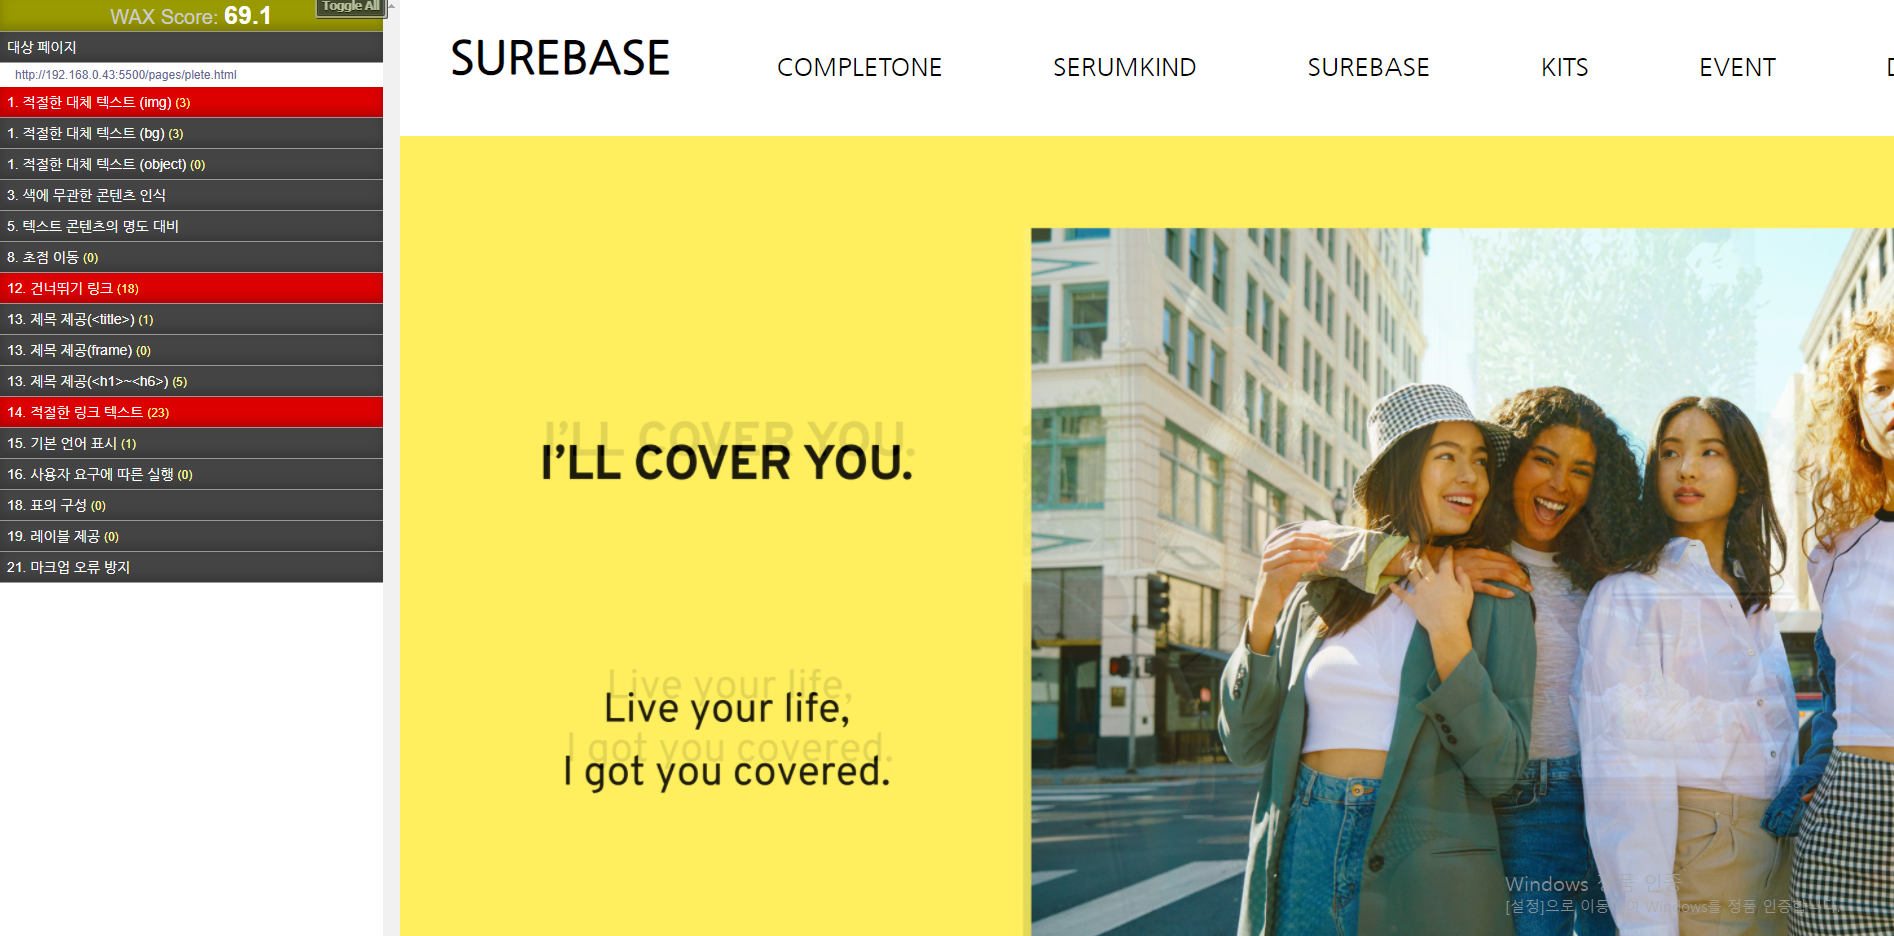 WAX Score: 69.1
Toggle All
대상 페이지
http://192.168.0.43:5500/pages/plete.html
1. 적절한 대체 텍스트 (img) (3)
1. 적절한 대체 텍스트 (bg) (3)
1. 적절한 대체 텍스트 (object) (0)
3. 색에 무관한 콘텐츠 인식
5. 텍스트 콘텐츠의 명도 대비
8. 초점 이동 (0)
12. 건너뛰기 링크 (18)
13. 제목 제공(<title>) (1)
13. 제목 제공(frame) (0)
13. 제목 제공(<h1>~<h6>) (5)
14. 적절한 링크 텍스트 (23)
15. 기본 언어 표시 (1)
16. 사용자 요구에 따른 실행 (0)
18. 표의 구성 (0)
19. 레이블 제공 (0)
21. 마크업 오류 방지
SUREBASE
COMPLETONE SERUMKIND SUREBASE KITS EVENT
I'LL COVER YOU.
I’LL COVER YOU.
Live your life,
Live your life,
I got you covered.
I got you covered.
Windows 정품 인증
[설정]으로 이동 Windows를 정품 인증합니다.